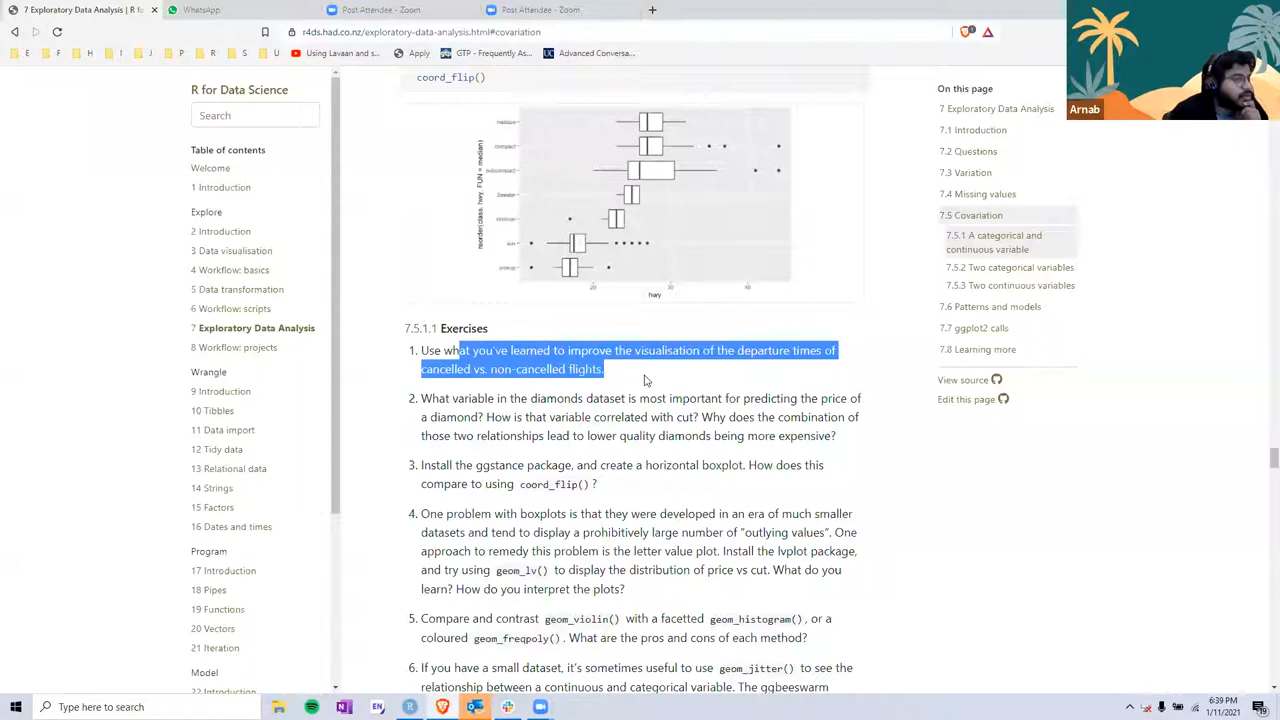 7 Exploratory Data Analysis | R fo
WhatsApp
Post Attendee - Zoom
Post Attendee - Zoom
r4ds.had.co.nz/exploratory-data-analysis.html#covariation
E
F
H
I
J
P
R
S
U
Using Lavaan and s...
Apply
GTP - Frequently As...
Advanced Conversa...
Arnab
R for Data Science
Search
Table of contents
Welcome
1 Introduction
Explore
2 Introduction
3 Data visualisation
4 Workflow: basics
5 Data transformation
6 Workflow: scripts
7 Exploratory Data Analysis
8 Workflow: projects
Wrangle
9 Introduction
10 Tibbles
11 Data import
12 Tidy data
13 Relational data
14 Strings
15 Factors
16 Dates and times
Program
17 Introduction
18 Pipes
19 Functions
20 Vectors
21 Iteration
Model
22 Introduction
coord_flip()
compact
subcompact
2seater
suv
pickup
reorder(class, hwy, FUN = median)
20
30
40
hwy
7.5.1.1 Exercises
1. Use what you've learned to improve the visualisation of the departure times of
cancelled vs. non-cancelled flights.
2. What variable in the diamonds dataset is most important for predicting the price of
a diamond? How is that variable correlated with cut? Why does the combination of
those two relationships lead to lower quality diamonds being more expensive?
3. Install the ggstance package, and create a horizontal boxplot. How does this
compare to using coord_flip()?
4. One problem with boxplots is that they were developed in an era of much smaller
datasets and tend to display a prohibitively large number of "outlying values". One
approach to remedy this problem is the letter value plot. Install the lvplot package,
and try using geom_lv() to display the distribution of price vs cut. What do you
learn? How do you interpret the plots?
5. Compare and contrast geom_violin() with a facetted geom_histogram(), or a
coloured geom_freqpoly(). What are the pros and cons of each method?
6. If you have a small dataset, it's sometimes useful to use geom_jitter() to see the
relationship between a continuous and categorical variable. The ggbeeswarm
On this page
7 Exploratory Data Analysis
7.1 Introduction
7.2 Questions
7.3 Variation
7.4 Missing values
7.5 Covariation
7.5.1 A categorical and
continuous variable
7.5.2 Two categorical variables
7.5.3 Two continuous variables
7.6 Patterns and models
7.7 ggplot2 calls
7.8 Learning more
View source
Edit this page
Type here to search
6:39 PM
1/11/2021